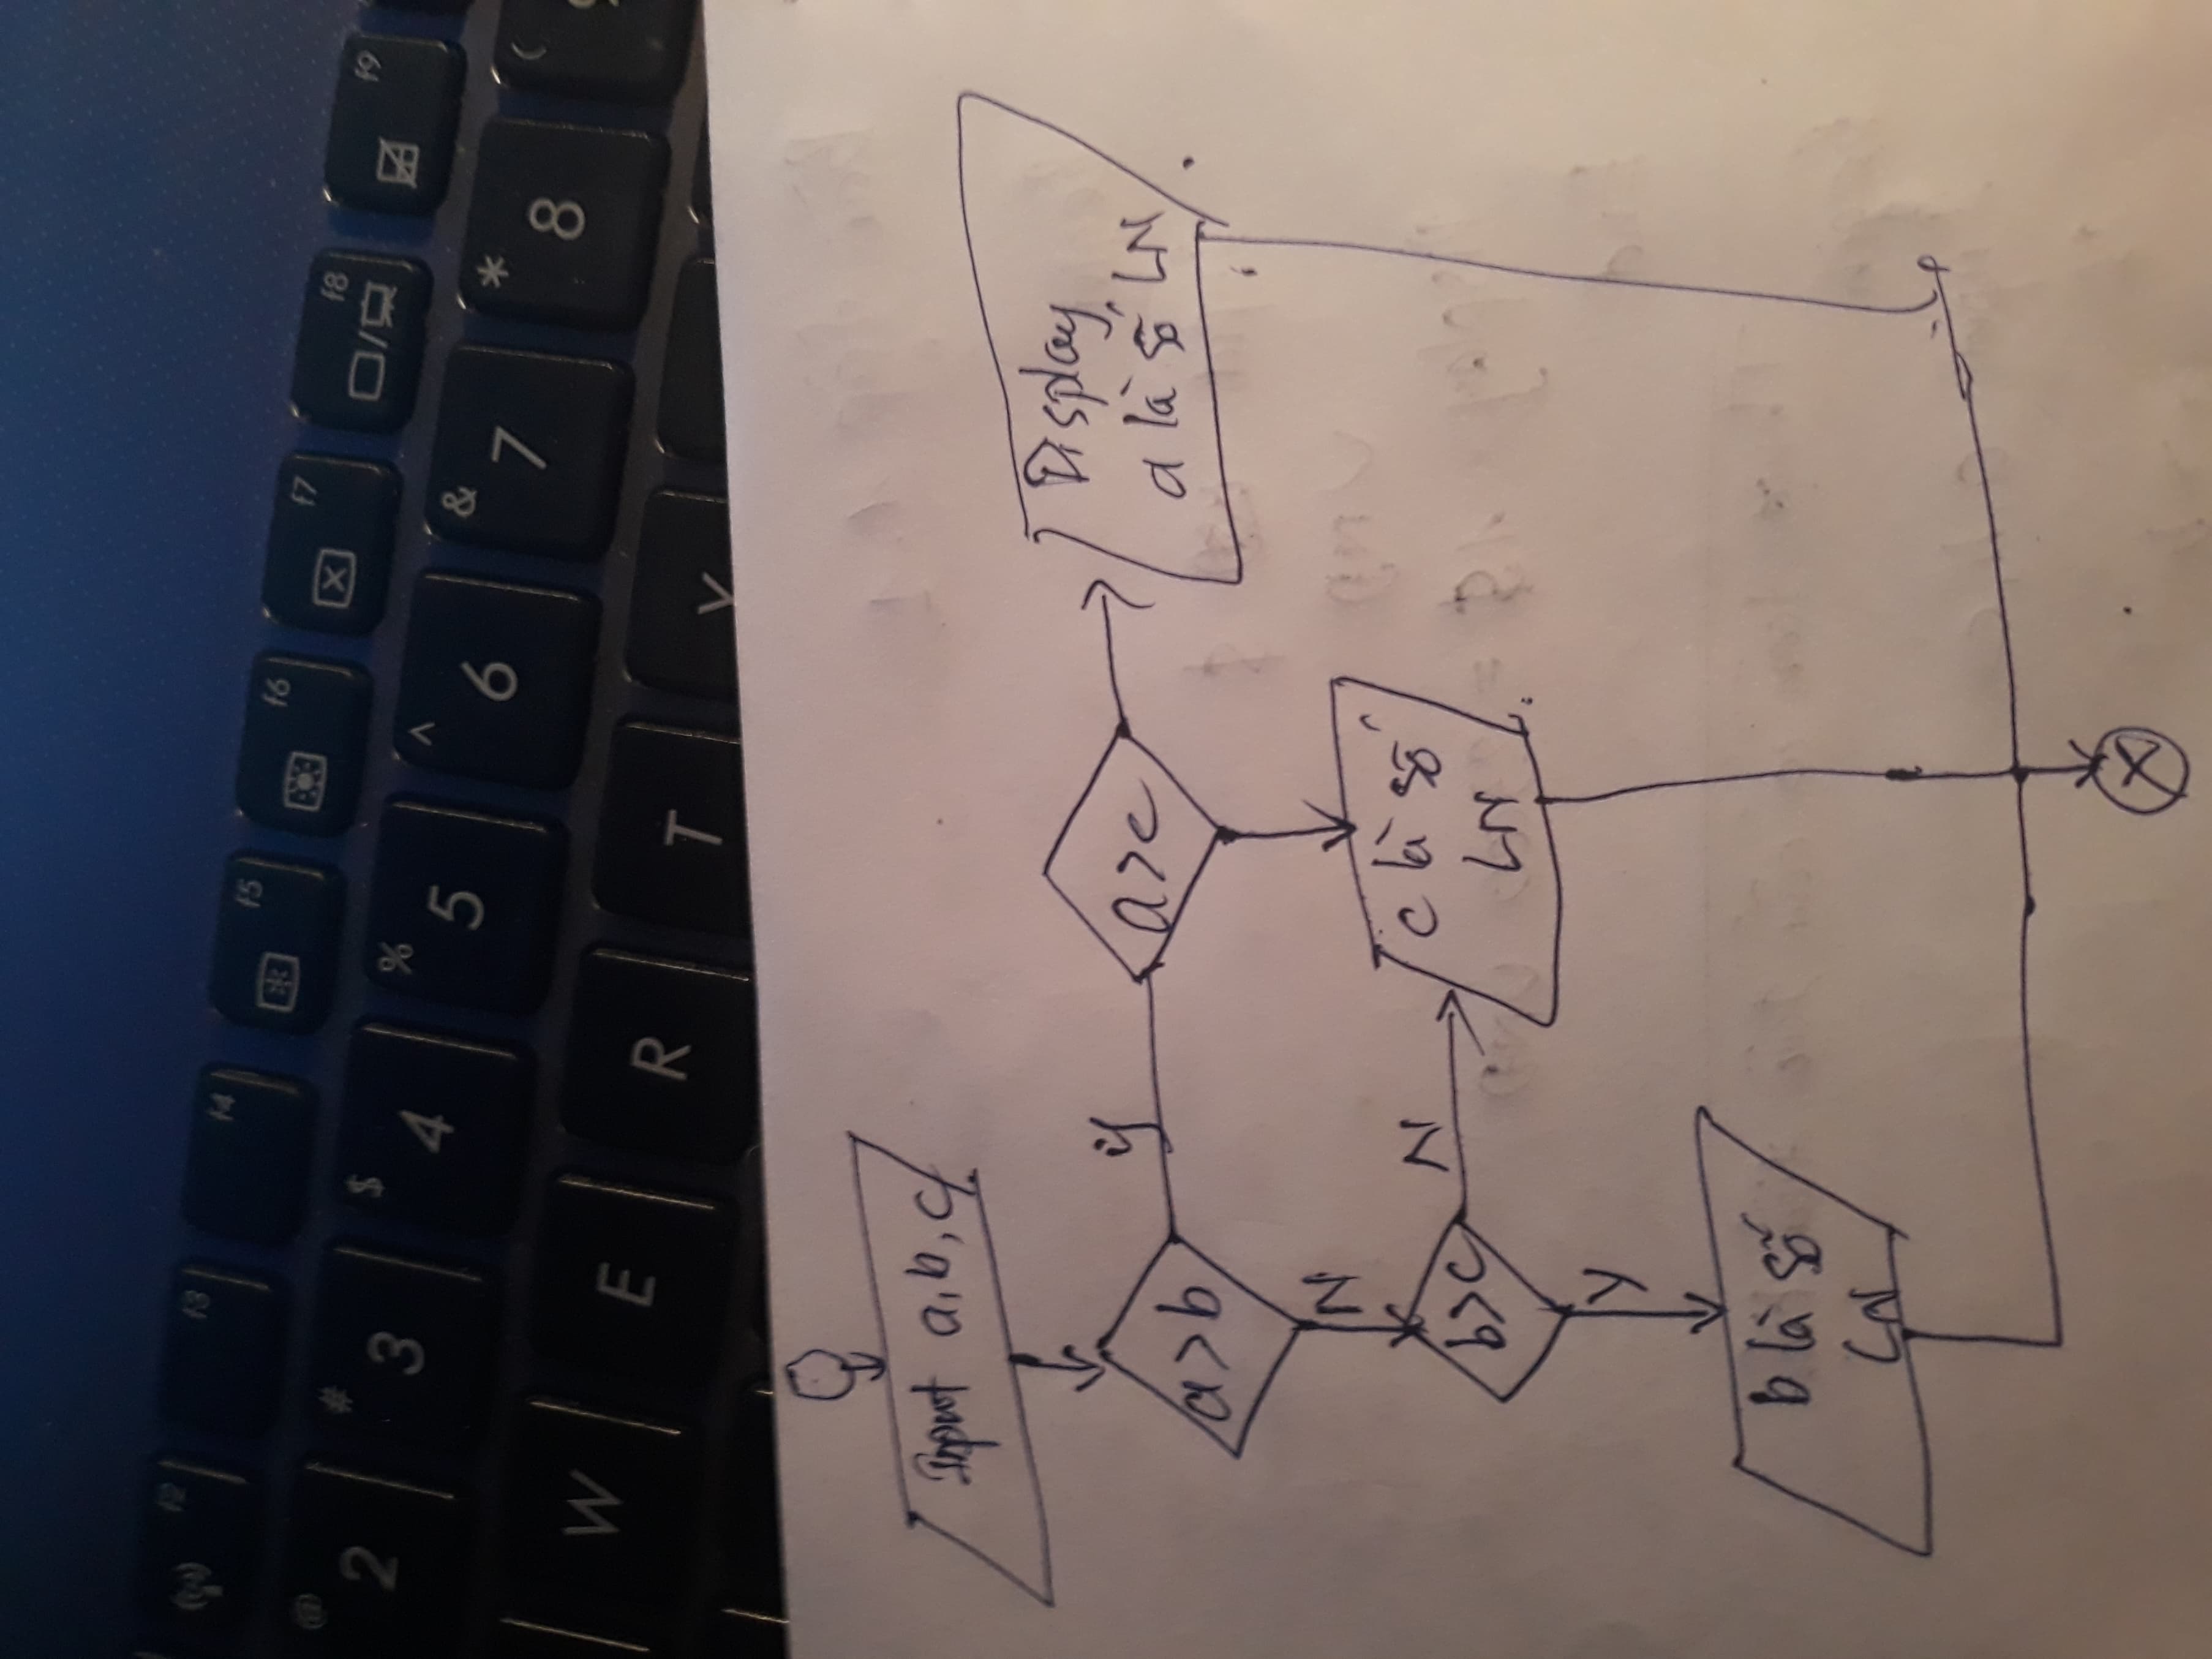 Input a, b, c
a > b
y
a > c
Display
a là số LN
N
b > c
N
c là số
LN
Y
b là số
LN
f2
f3
f4
f5
f6
f7
f8
f9
@ 2
# 3
$ 4
% 5
^ 6
& 7
* 8
(
W
E
R
T
Y